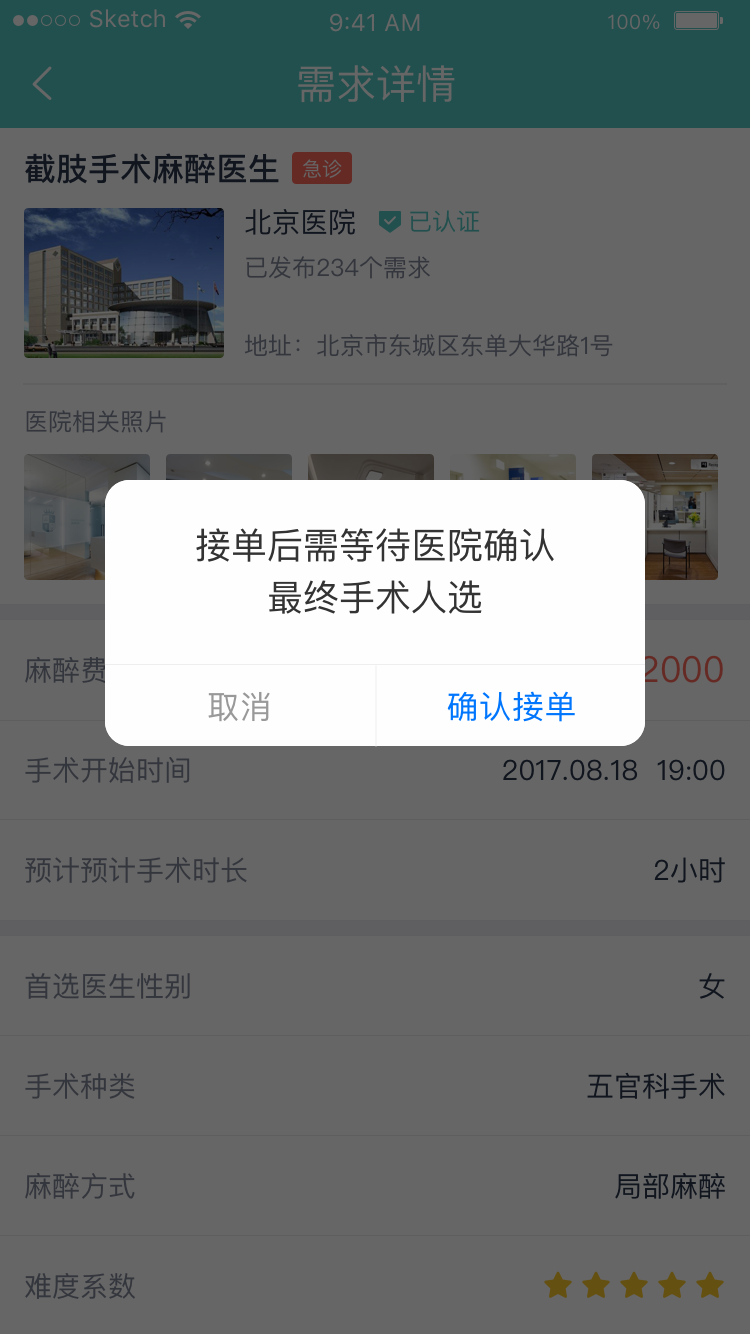 Sketch 9:41 AM 100%
需求详情
截肢手术麻醉医生 急诊
北京医院 已认证
已发布234个需求
地址：北京市东城区东单大华路1号
医院相关照片
接单后需等待医院确认
最终手术人选
取消 确认接单
麻醉费 2000
手术开始时间 2017.08.18 19:00
预计预计手术时长 2小时
首选医生性别 女
手术种类 五官科手术
麻醉方式 局部麻醉
难度系数